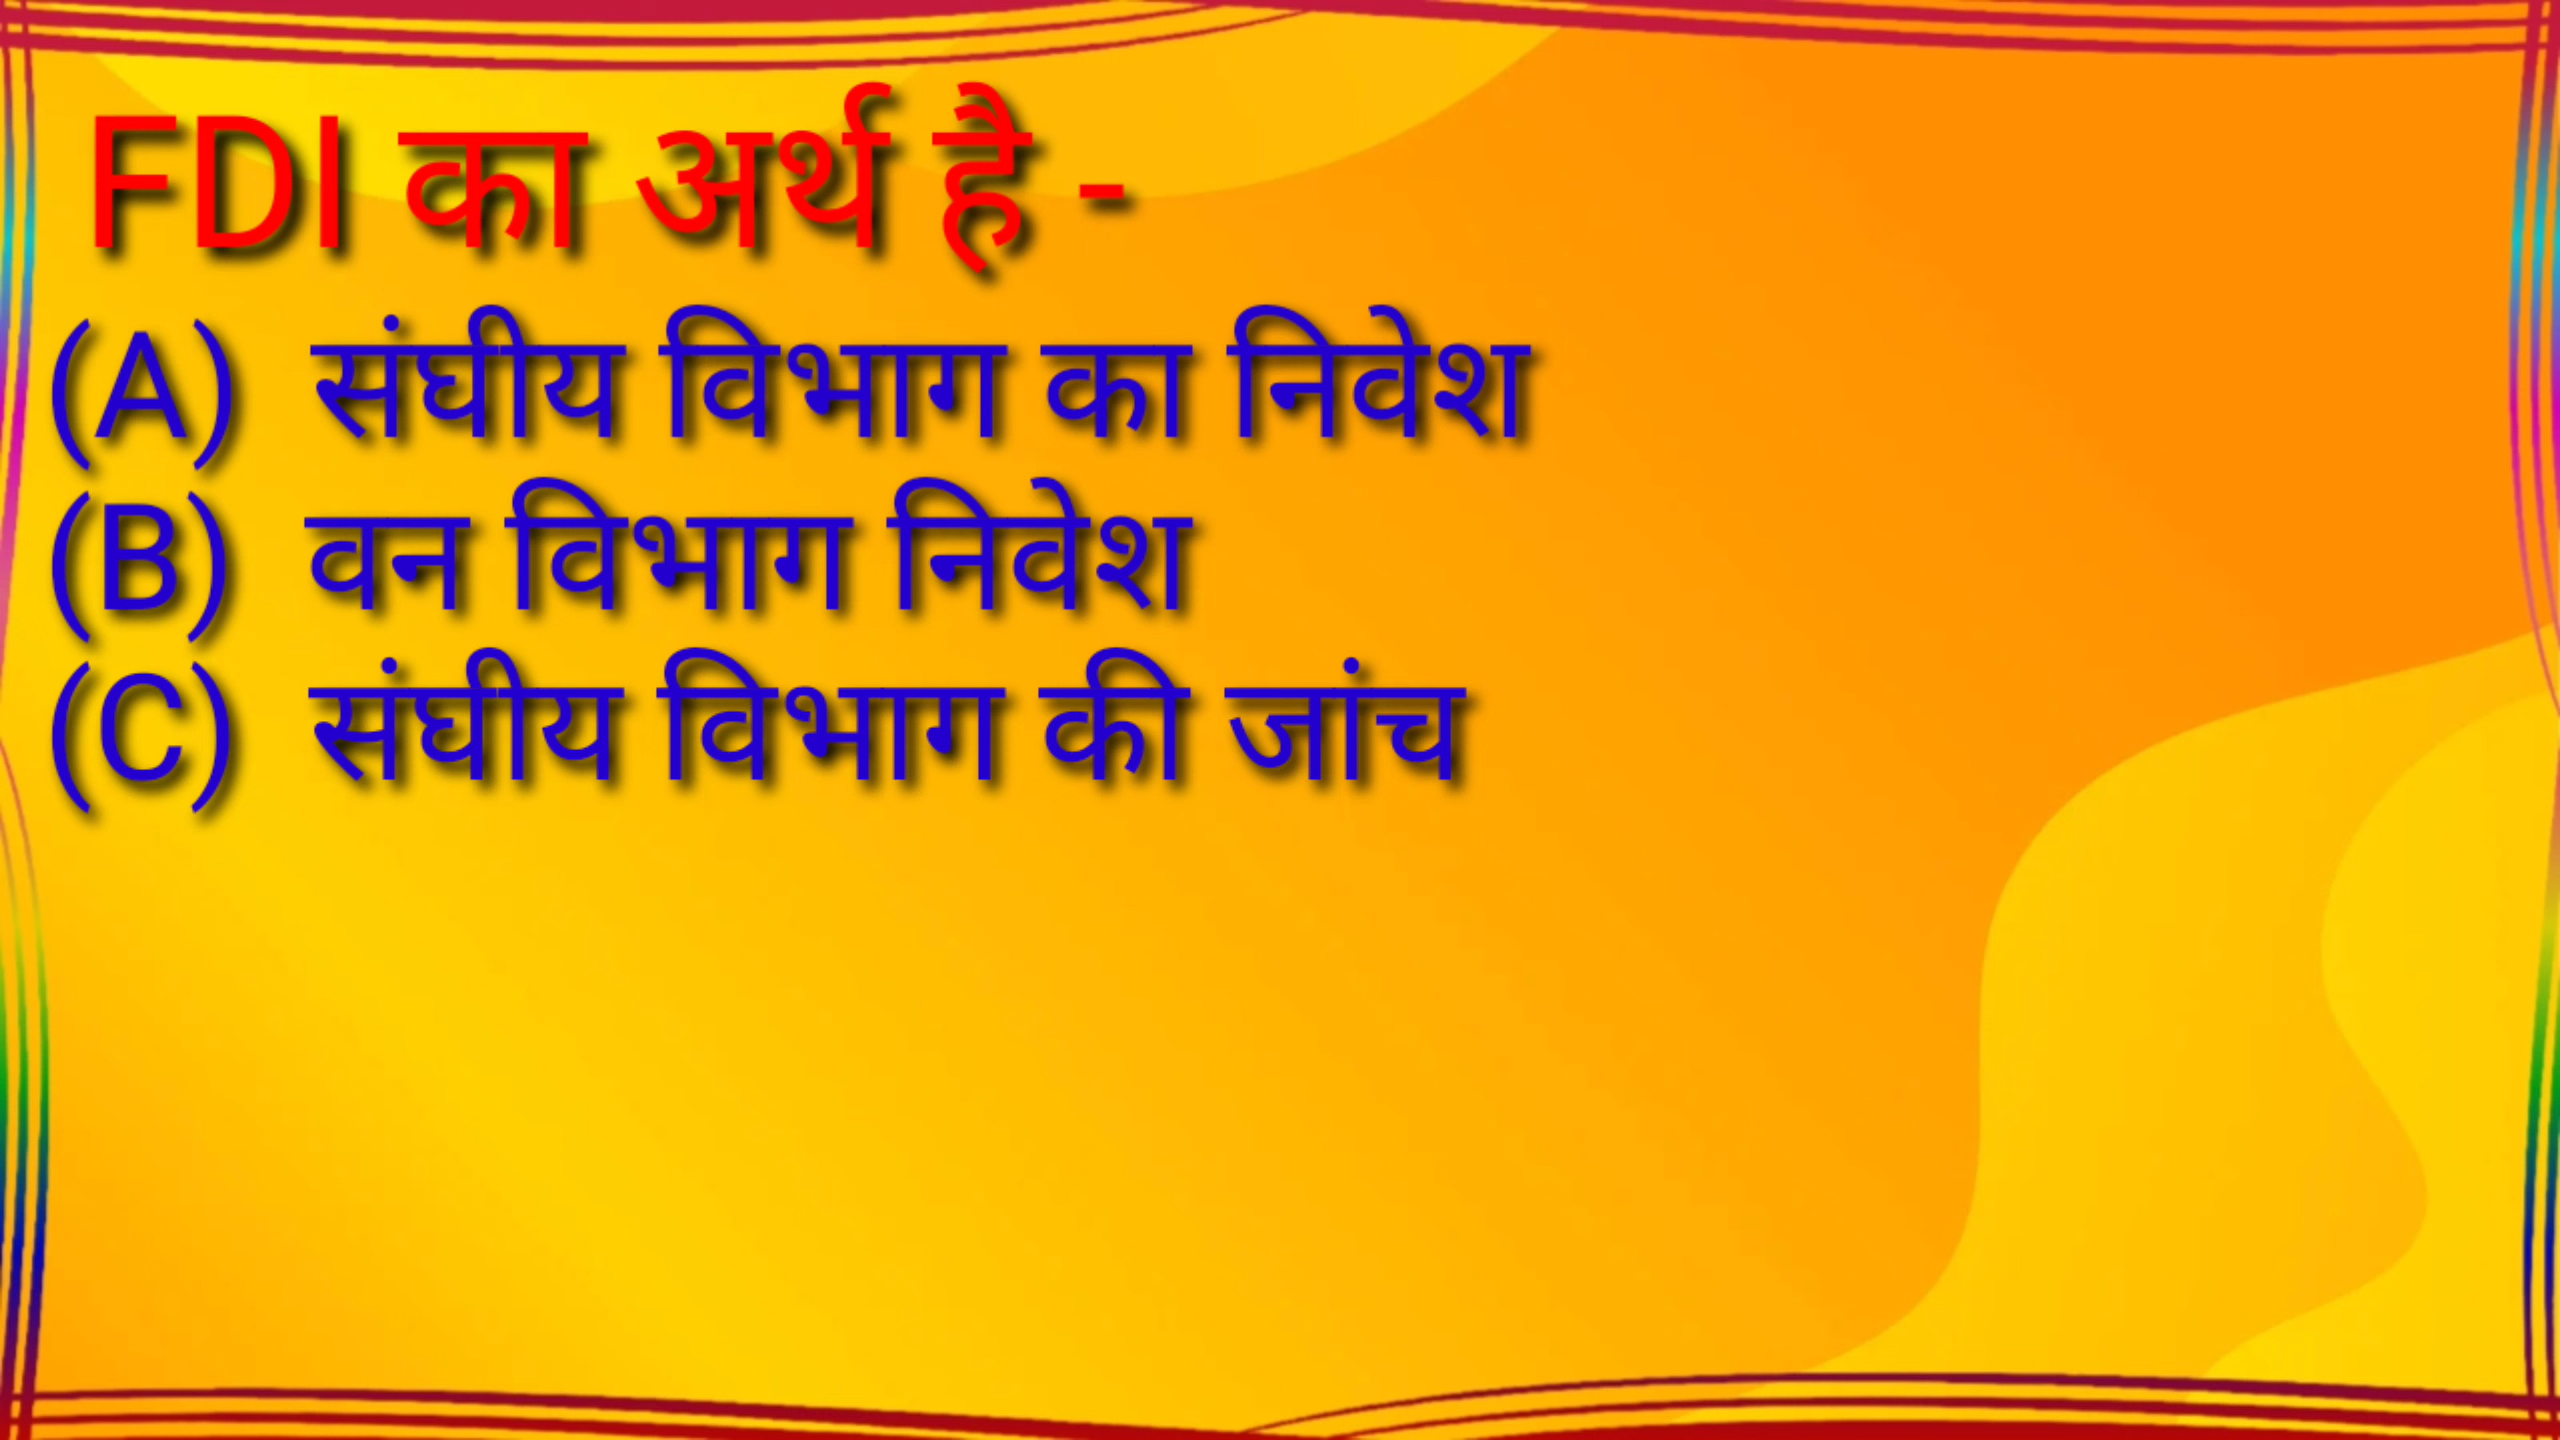 FDI का अर्थ है -
(A) संघीय विभाग का निवेश
(B) वन विभाग निवेश
(C) संघीय विभाग की जांच